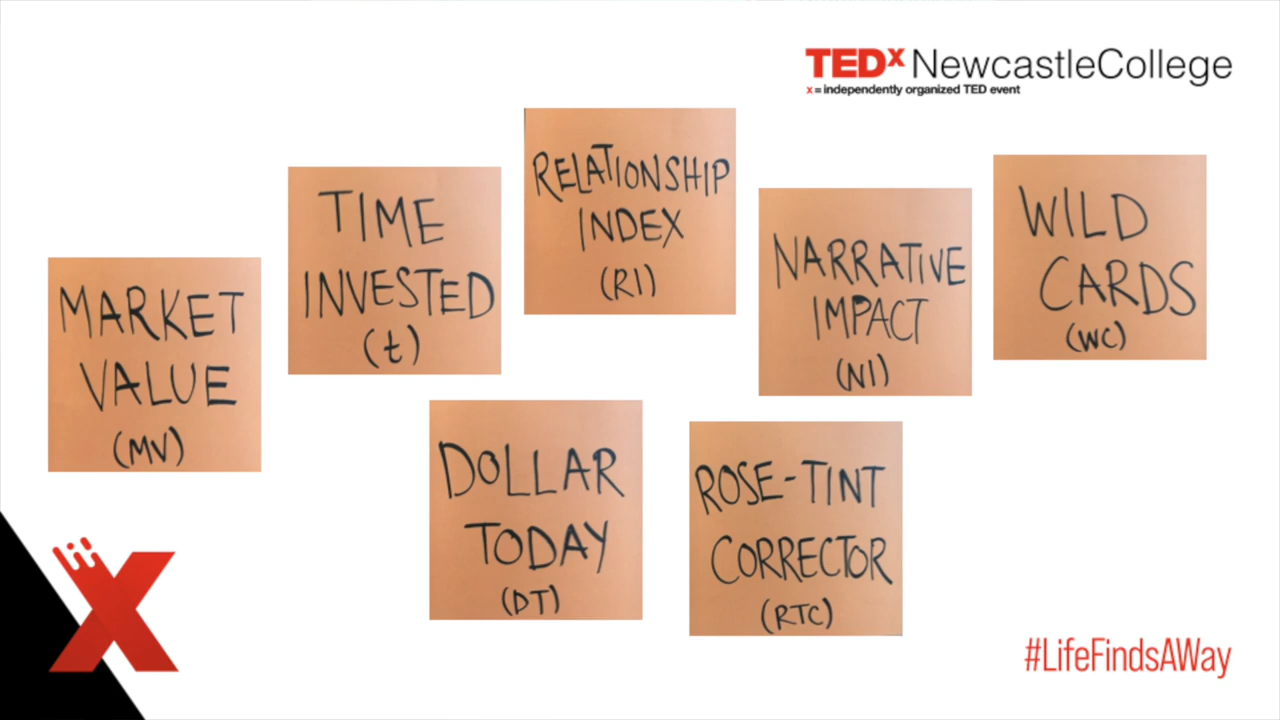 TEDx NewcastleCollege
x = independently organized TED event
MARKET
VALUE
(MV)
TIME
INVESTED
(t)
RELATIONSHIP
INDEX
(RI)
NARRATIVE
IMPACT
(NI)
WILD
CARDS
(WC)
DOLLAR
TODAY
(DT)
ROSE-TINT
CORRECTOR
(RTC)
X
#LifeFindsAWay